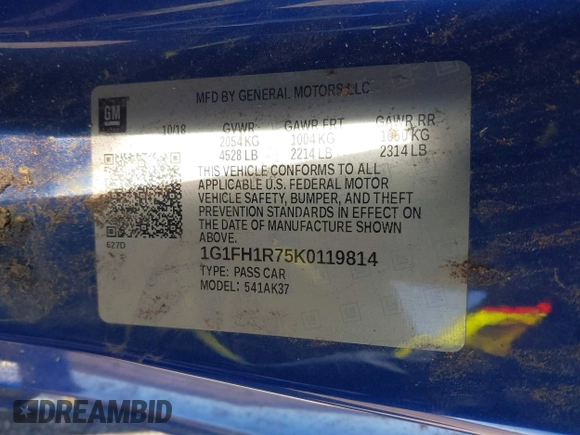 MFD BY GENERAL MOTORS LLC
GM
10/18 GVWR GAWR FRT GAWR RR
2054 KG 1004 KG 1050 KG
4528 LB 2214 LB 2314 LB
THIS VEHICLE CONFORMS TO ALL
APPLICABLE U.S. FEDERAL MOTOR
VEHICLE SAFETY, BUMPER, AND THEFT
PREVENTION STANDARDS IN EFFECT ON
THE DATE OF MANUFACTURE SHOWN ABOVE.
627D
1G1FH1R75K0119814
TYPE: PASS CAR
MODEL: 541AK37
DREAMBID